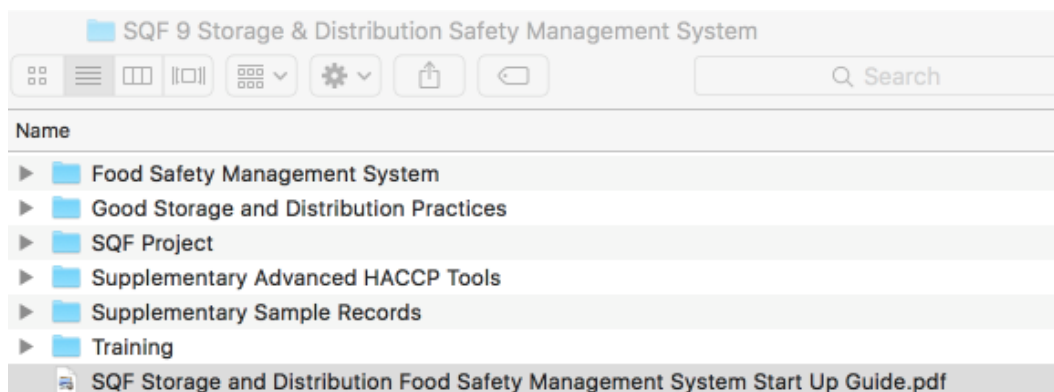 SQF 9 Storage & Distribution Safety Management System
Search
Name
Food Safety Management System
Good Storage and Distribution Practices
SQF Project
Supplementary Advanced HACCP Tools
Supplementary Sample Records
Training
SQF Storage and Distribution Food Safety Management System Start Up Guide.pdf